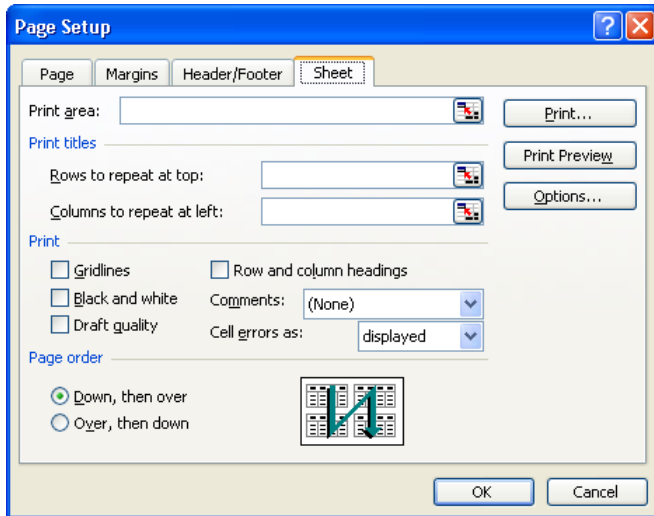 Page Setup
Page Margins Header/Footer Sheet
Print area:
Print...
Print titles
Print Preview
Rows to repeat at top:
Options...
Columns to repeat at left:
Print
Gridlines Row and column headings
Black and white Comments: (None)
Draft quality Cell errors as: displayed
Page order
Down, then over
Over, then down
OK Cancel